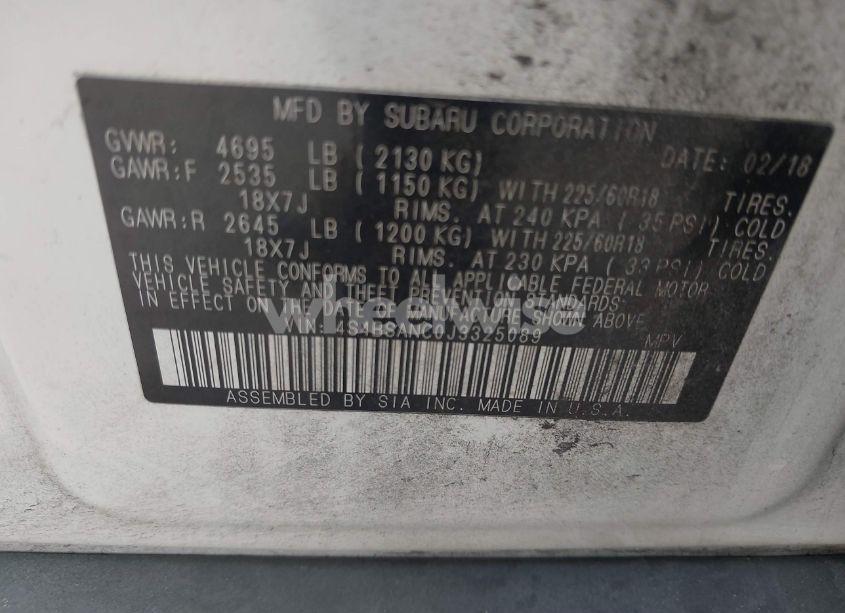 MFD BY SUBARU CORPORATION
GVWR: 4695 LB ( 2130 KG) DATE: 02/18
GAWR:F 2535 LB ( 1150 KG) WITH 225/60R18 TIRES.
18X7J RIMS. AT 240 KPA ( 35 PSI) COLD
GAWR:R 2645 LB ( 1200 KG) WITH 225/60R18 TIRES.
18X7J RIMS. AT 230 KPA ( 33 PSI) COLD
THIS VEHICLE CONFORMS TO ALL APPLICABLE FEDERAL MOTOR
VEHICLE SAFETY AND THEFT PREVENTION STANDARDS
IN EFFECT ON THE DATE OF MANUFACTURE SHOWN ABOVE
wheelwise
VIN: 4S4BSANC0J3325089 MPV
ASSEMBLED BY SIA INC. MADE IN U.S.A.